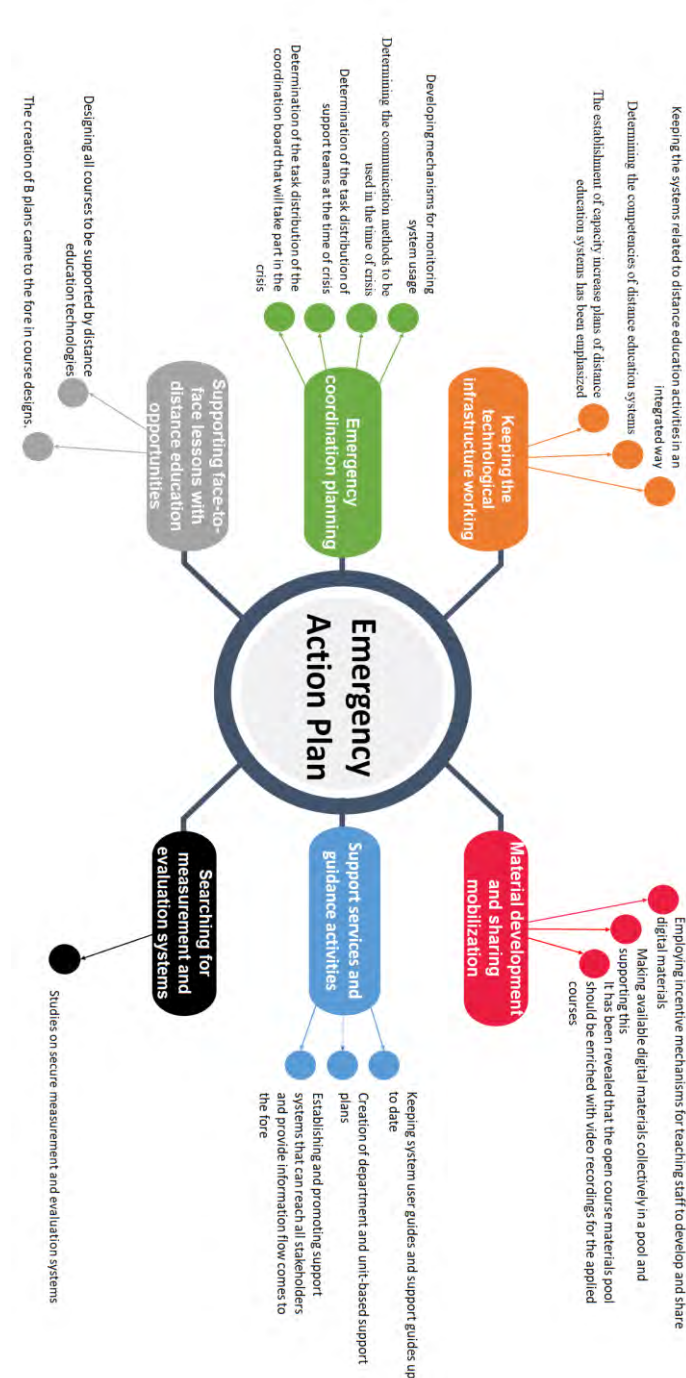 Keeping the systems related to distance education activities in an
integrated way
Determining the competencies of distance education systems
The establishment of capacity increase plans of distance
education systems has been emphasized
Keeping the
technological
infrastructure working
Developing mechanisms for monitoring
system usage
Determining the communication methods to be
used in the time of crisis
Determination of the task distribution of
support teams at the time of crisis
Determination of the task distribution of the
coordination board that will take part in the
crisis
Emergency
coordination planning
Designing all courses to be supported by distance
education technologies
The creation of B plans came to the fore in course designs.
Supporting face-to-
face lessons with
distance education
opportunities
Emergency
Action Plan
Material development
and sharing
mobilization
Employing incentive mechanisms for teaching staff to develop and share
digital materials
Making available digital materials collectively in a pool and
supporting this
It has been revealed that the open course materials pool
should be enriched with video recordings for the applied
courses
Support services and
guidance activities
Keeping system user guides and support guides up
to date
Creation of department and unit-based support
plans
Establishing and promoting support
systems that can reach all stakeholders
and provide information flow comes to
the fore
Searching for
measurement and
evaluation systems
Studies on secure measurement and evaluation systems